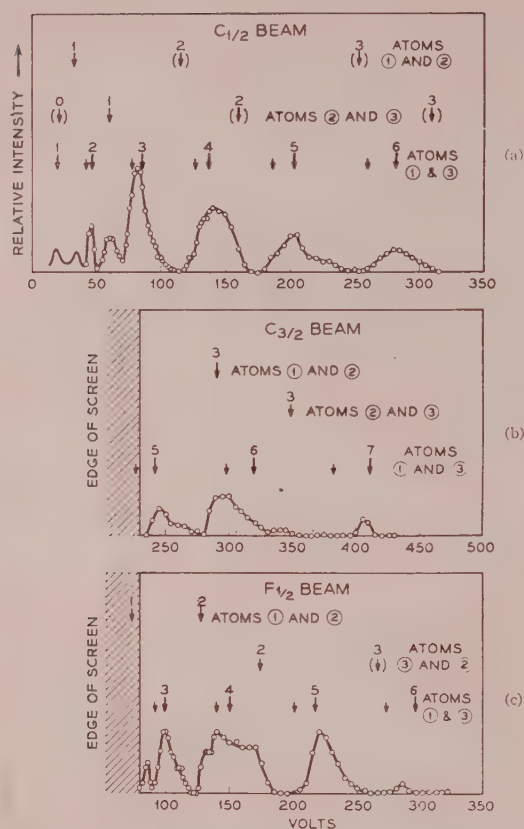 C1/2 BEAM
1 2 3 ATOMS
( ) ( ) ① AND ②
0 1 2 3
( ) ( ) ATOMS ② AND ③ ( )
1 2 3 4 5 6 ATOMS
① & ③
RELATIVE INTENSITY
(a)
0 50 100 150 200 250 300 350
C3/2 BEAM
3
ATOMS ① AND ②
3
ATOMS ② AND ③
5 6 7 ATOMS
① AND ③
EDGE OF SCREEN
(b)
250 300 350 400 450 500
F1/2 BEAM
1 2
ATOMS ① AND ②
2 3 ATOMS
( ) ③ AND 2
3 4 5 6 ATOMS
① & ③
EDGE OF SCREEN
(c)
100 150 200 250 300 350
VOLTS